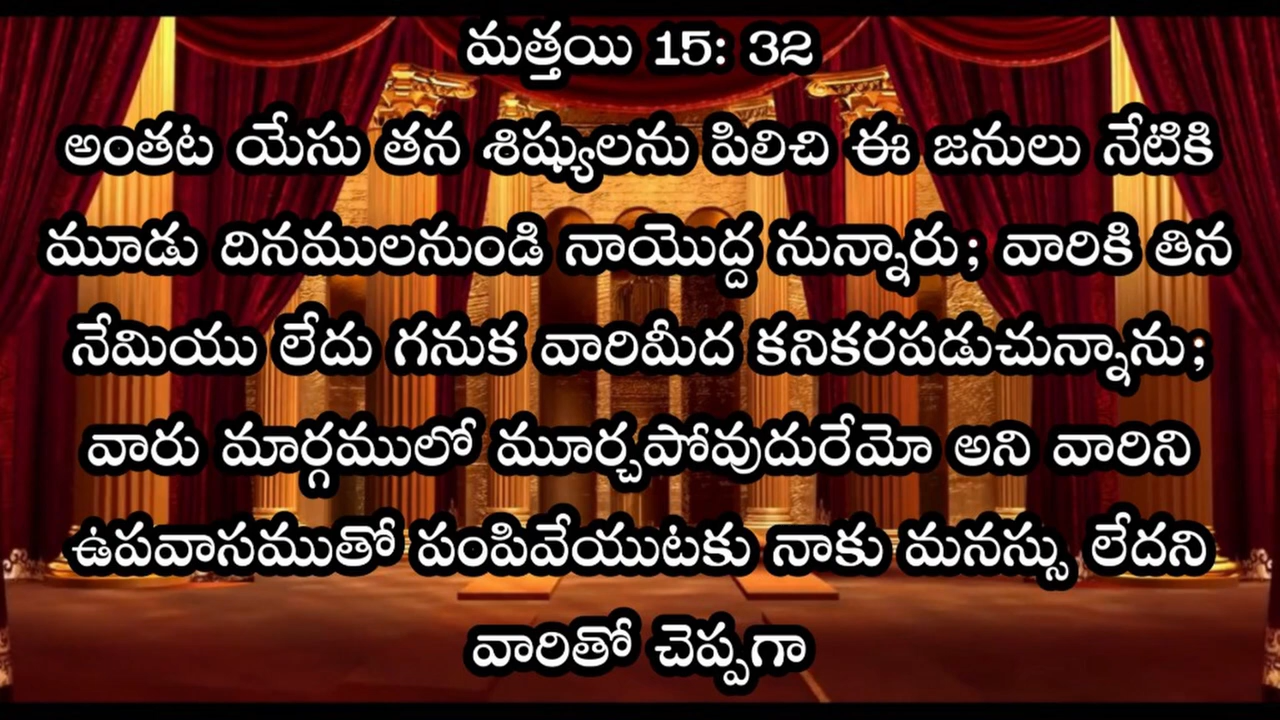 మత్తయి 15: 32
అంతట యేసు తన శిష్యులను పిలిచి ఈ జనులు నేటికి
మూడు దినములనుండి నాయొద్ద నున్నారు; వారికి తిన
నేమియు లేదు గనుక వారిమీద కనికరపడుచున్నాను;
వారు మార్గములో మూర్చపోవుదురేమో అని వారిని
ఉపవాసముతో పంపివేయుటకు నాకు మనస్సు లేదని
వారితో చెప్పగా